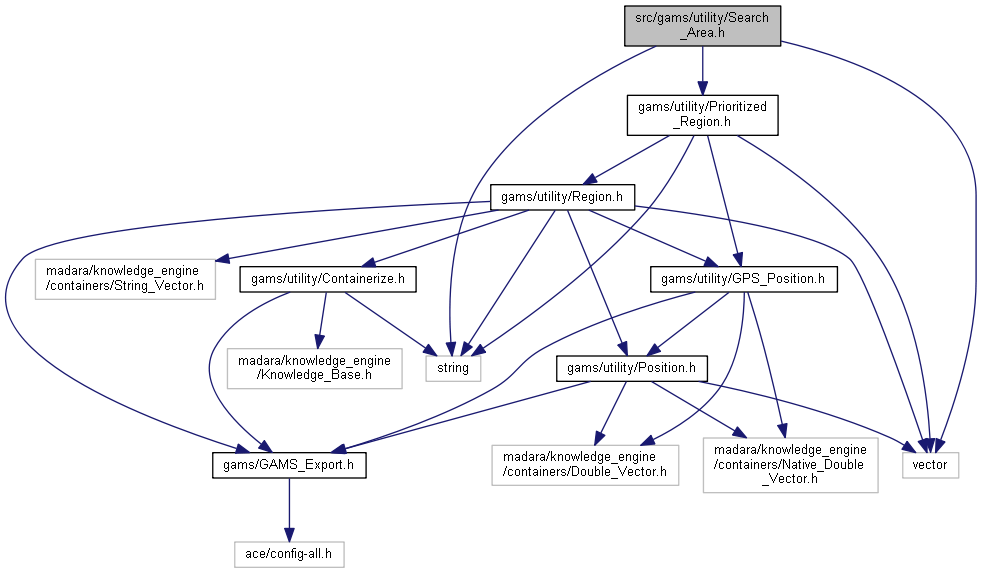 src/gams/utility/Search
_Area.h
gams/utility/Prioritized
_Region.h
gams/utility/Region.h
madara/knowledge_engine
/containers/String_Vector.h
gams/utility/Containerize.h
gams/utility/GPS_Position.h
madara/knowledge_engine
/Knowledge_Base.h
string
gams/utility/Position.h
gams/GAMS_Export.h
madara/knowledge_engine
/containers/Double_Vector.h
madara/knowledge_engine
/containers/Native_Double
_Vector.h
vector
ace/config-all.h